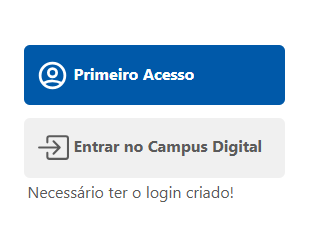 Primeiro Acesso
Entrar no Campus Digital
Necessário ter o login criado!